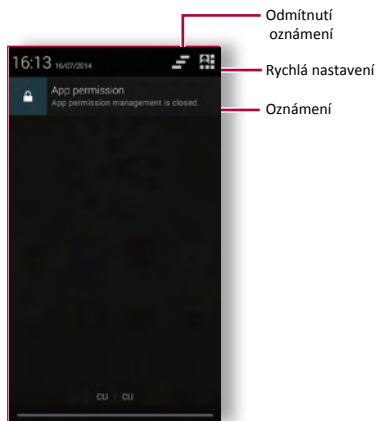 Odmítnutí
oznámení
16:13 16/07/2014
Rychlá nastavení
App permission
App permission management is closed.
Oznámení
CU | CU